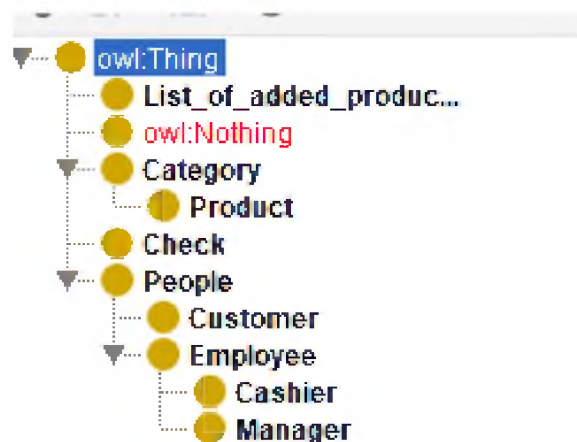 owl:Thing
List_of_added_produc...
owl:Nothing
Category
Product
Check
People
Customer
Employee
Cashier
Manager